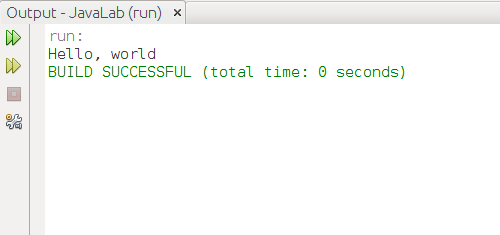 Output - JavaLab (run)
run:
Hello, world
BUILD SUCCESSFUL (total time: 0 seconds)